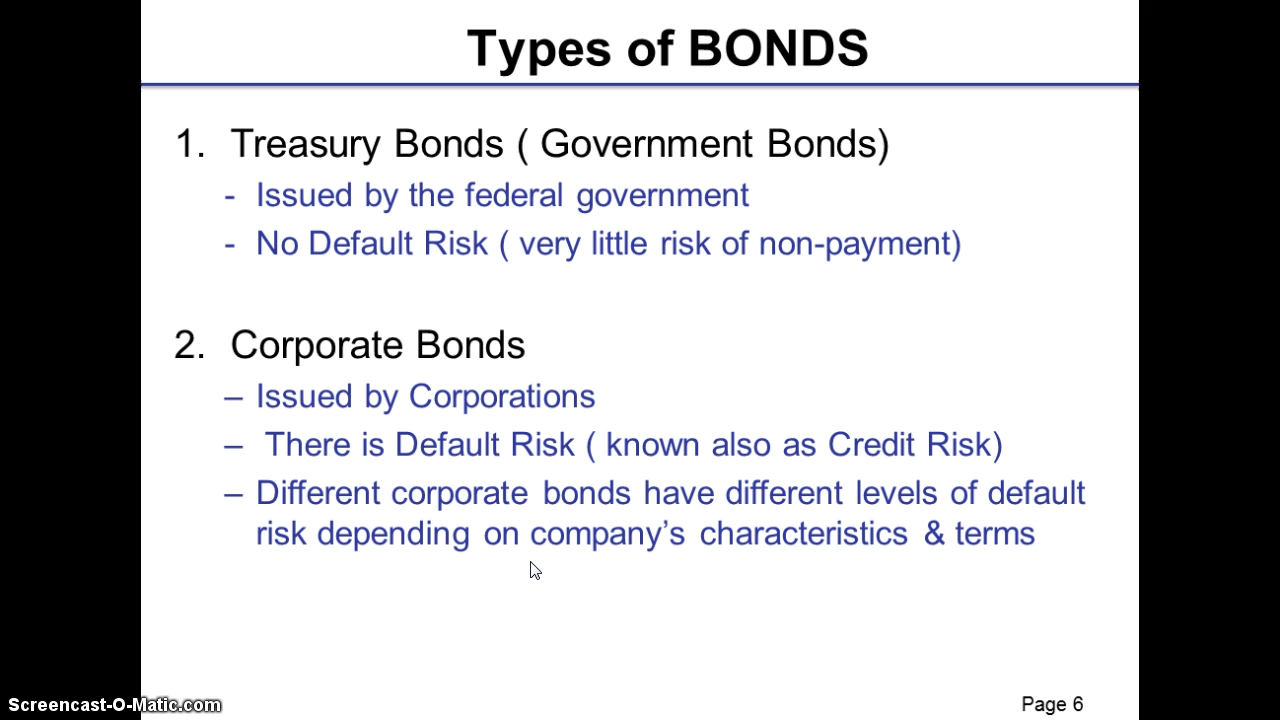 Types of BONDS
1. Treasury Bonds ( Government Bonds)
- Issued by the federal government
- No Default Risk ( very little risk of non-payment)
2. Corporate Bonds
– Issued by Corporations
– There is Default Risk ( known also as Credit Risk)
– Different corporate bonds have different levels of default
risk depending on company’s characteristics & terms
Screencast-O-Matic.com
Page 6